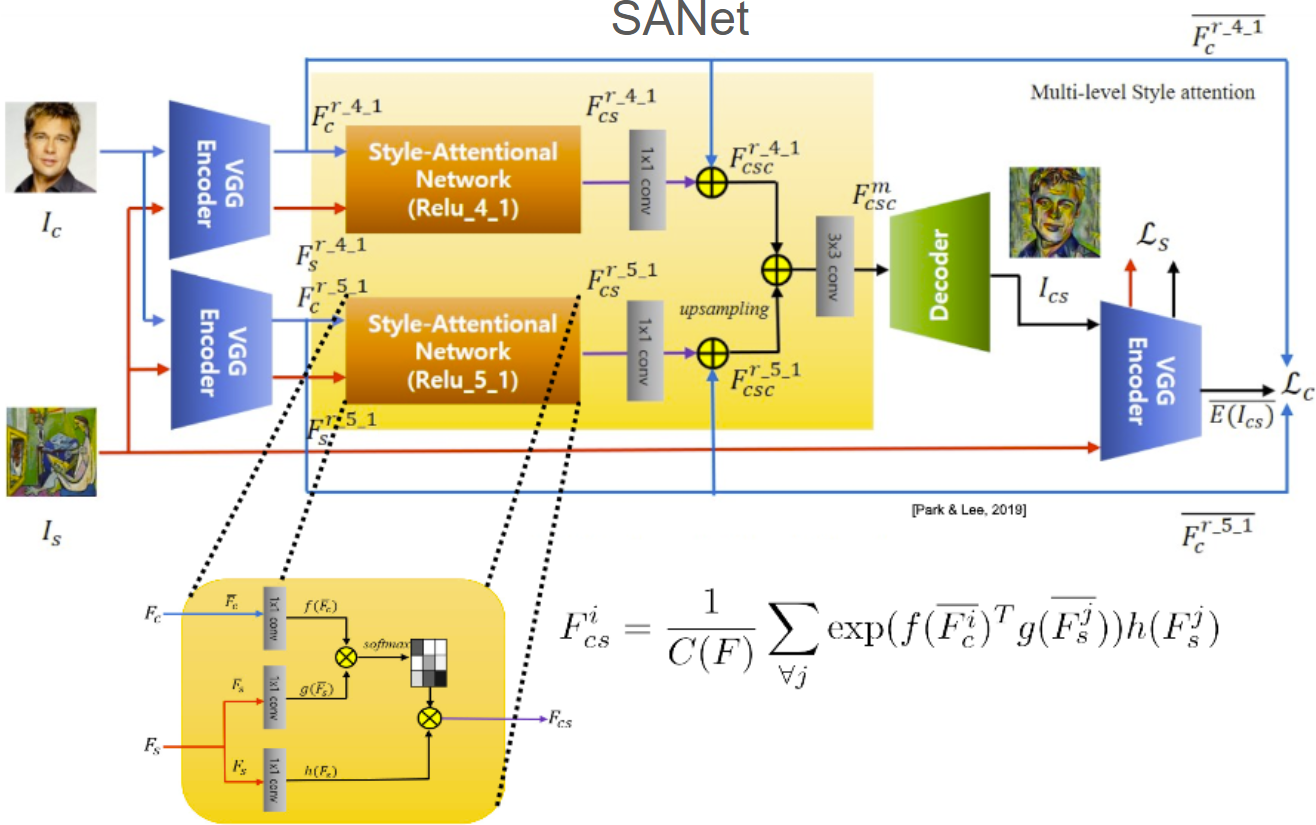 SANet
$\overline{F_c^{r\_4\_1}}$
Multi-level Style attention
$I_c$
VGG
Encoder
$F_c^{r\_4\_1}$
Style-Attentional
Network
(Relu_4_1)
$F_{cs}^{r\_4\_1}$
1x1 conv
$F_{csc}^{r\_4\_1}$
$F_s^{r\_4\_1}$
VGG
Encoder
$F_c^{r\_5\_1}$
Style-Attentional
Network
(Relu_5_1)
$F_{cs}^{r\_5\_1}$
1x1 conv
upsampling
$F_{csc}^{r\_5\_1}$
$F_s^{r\_5\_1}$
3x3 conv
$F_{csc}^{m}$
Decoder
$I_{cs}$
$\mathcal{L}_s$
VGG
Encoder
$\mathcal{L}_c$
$\overline{E(I_{cs})}$
$I_s$
[Park & Lee, 2019]
$\overline{F_c^{r\_5\_1}}$
$F_c$
$\overline{F}_c$
1x1 conv
$f(\overline{F}_c)$
softmax
$F_s$
1x1 conv
$g(\overline{F}_s)$
$F_s$
$F_s$
1x1 conv
$h(F_s)$
$F_{cs}$
$F_{cs}^{i} = \frac{1}{C(F)} \sum_{\forall j} \exp(f(\overline{F_c^i})^T g(\overline{F_s^j})) h(F_s^j)$